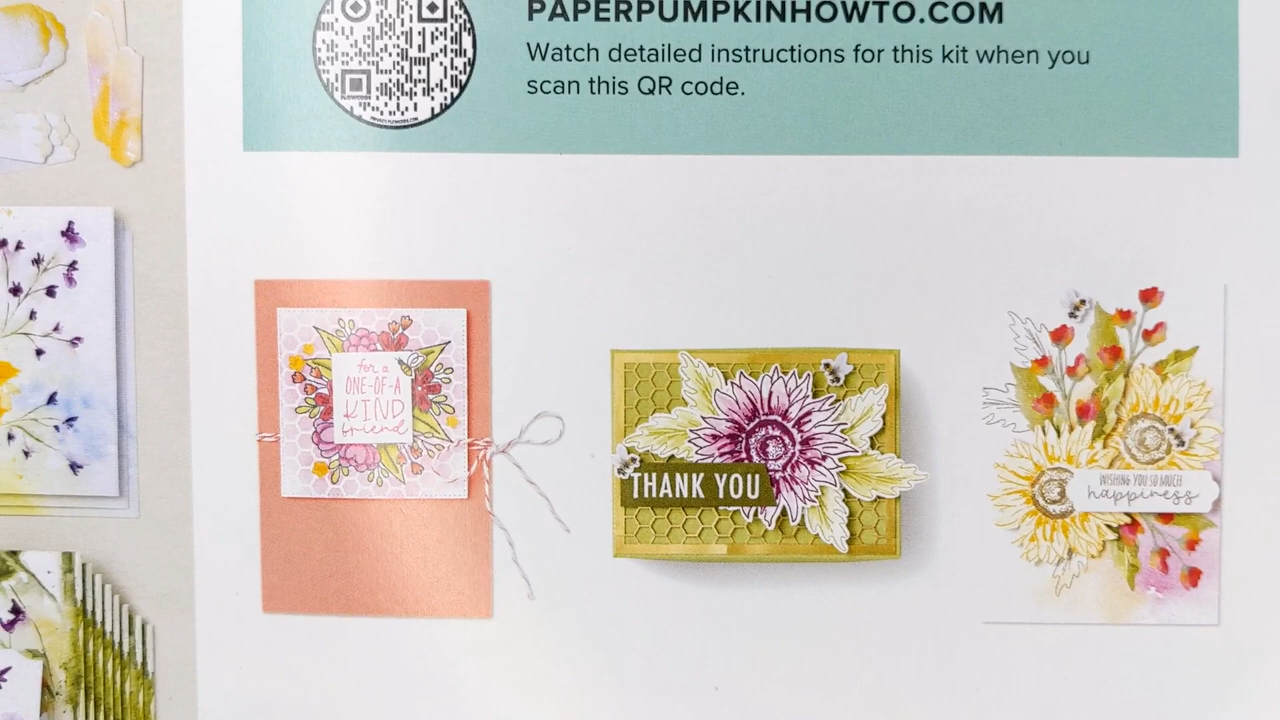 PAPERPUMPKINHOWTO.COM
Watch detailed instructions for this kit when you
scan this QR code.
for a
ONE-OF-A
KIND
friend
THANK YOU
WISHING YOU SO MUCH
happiness